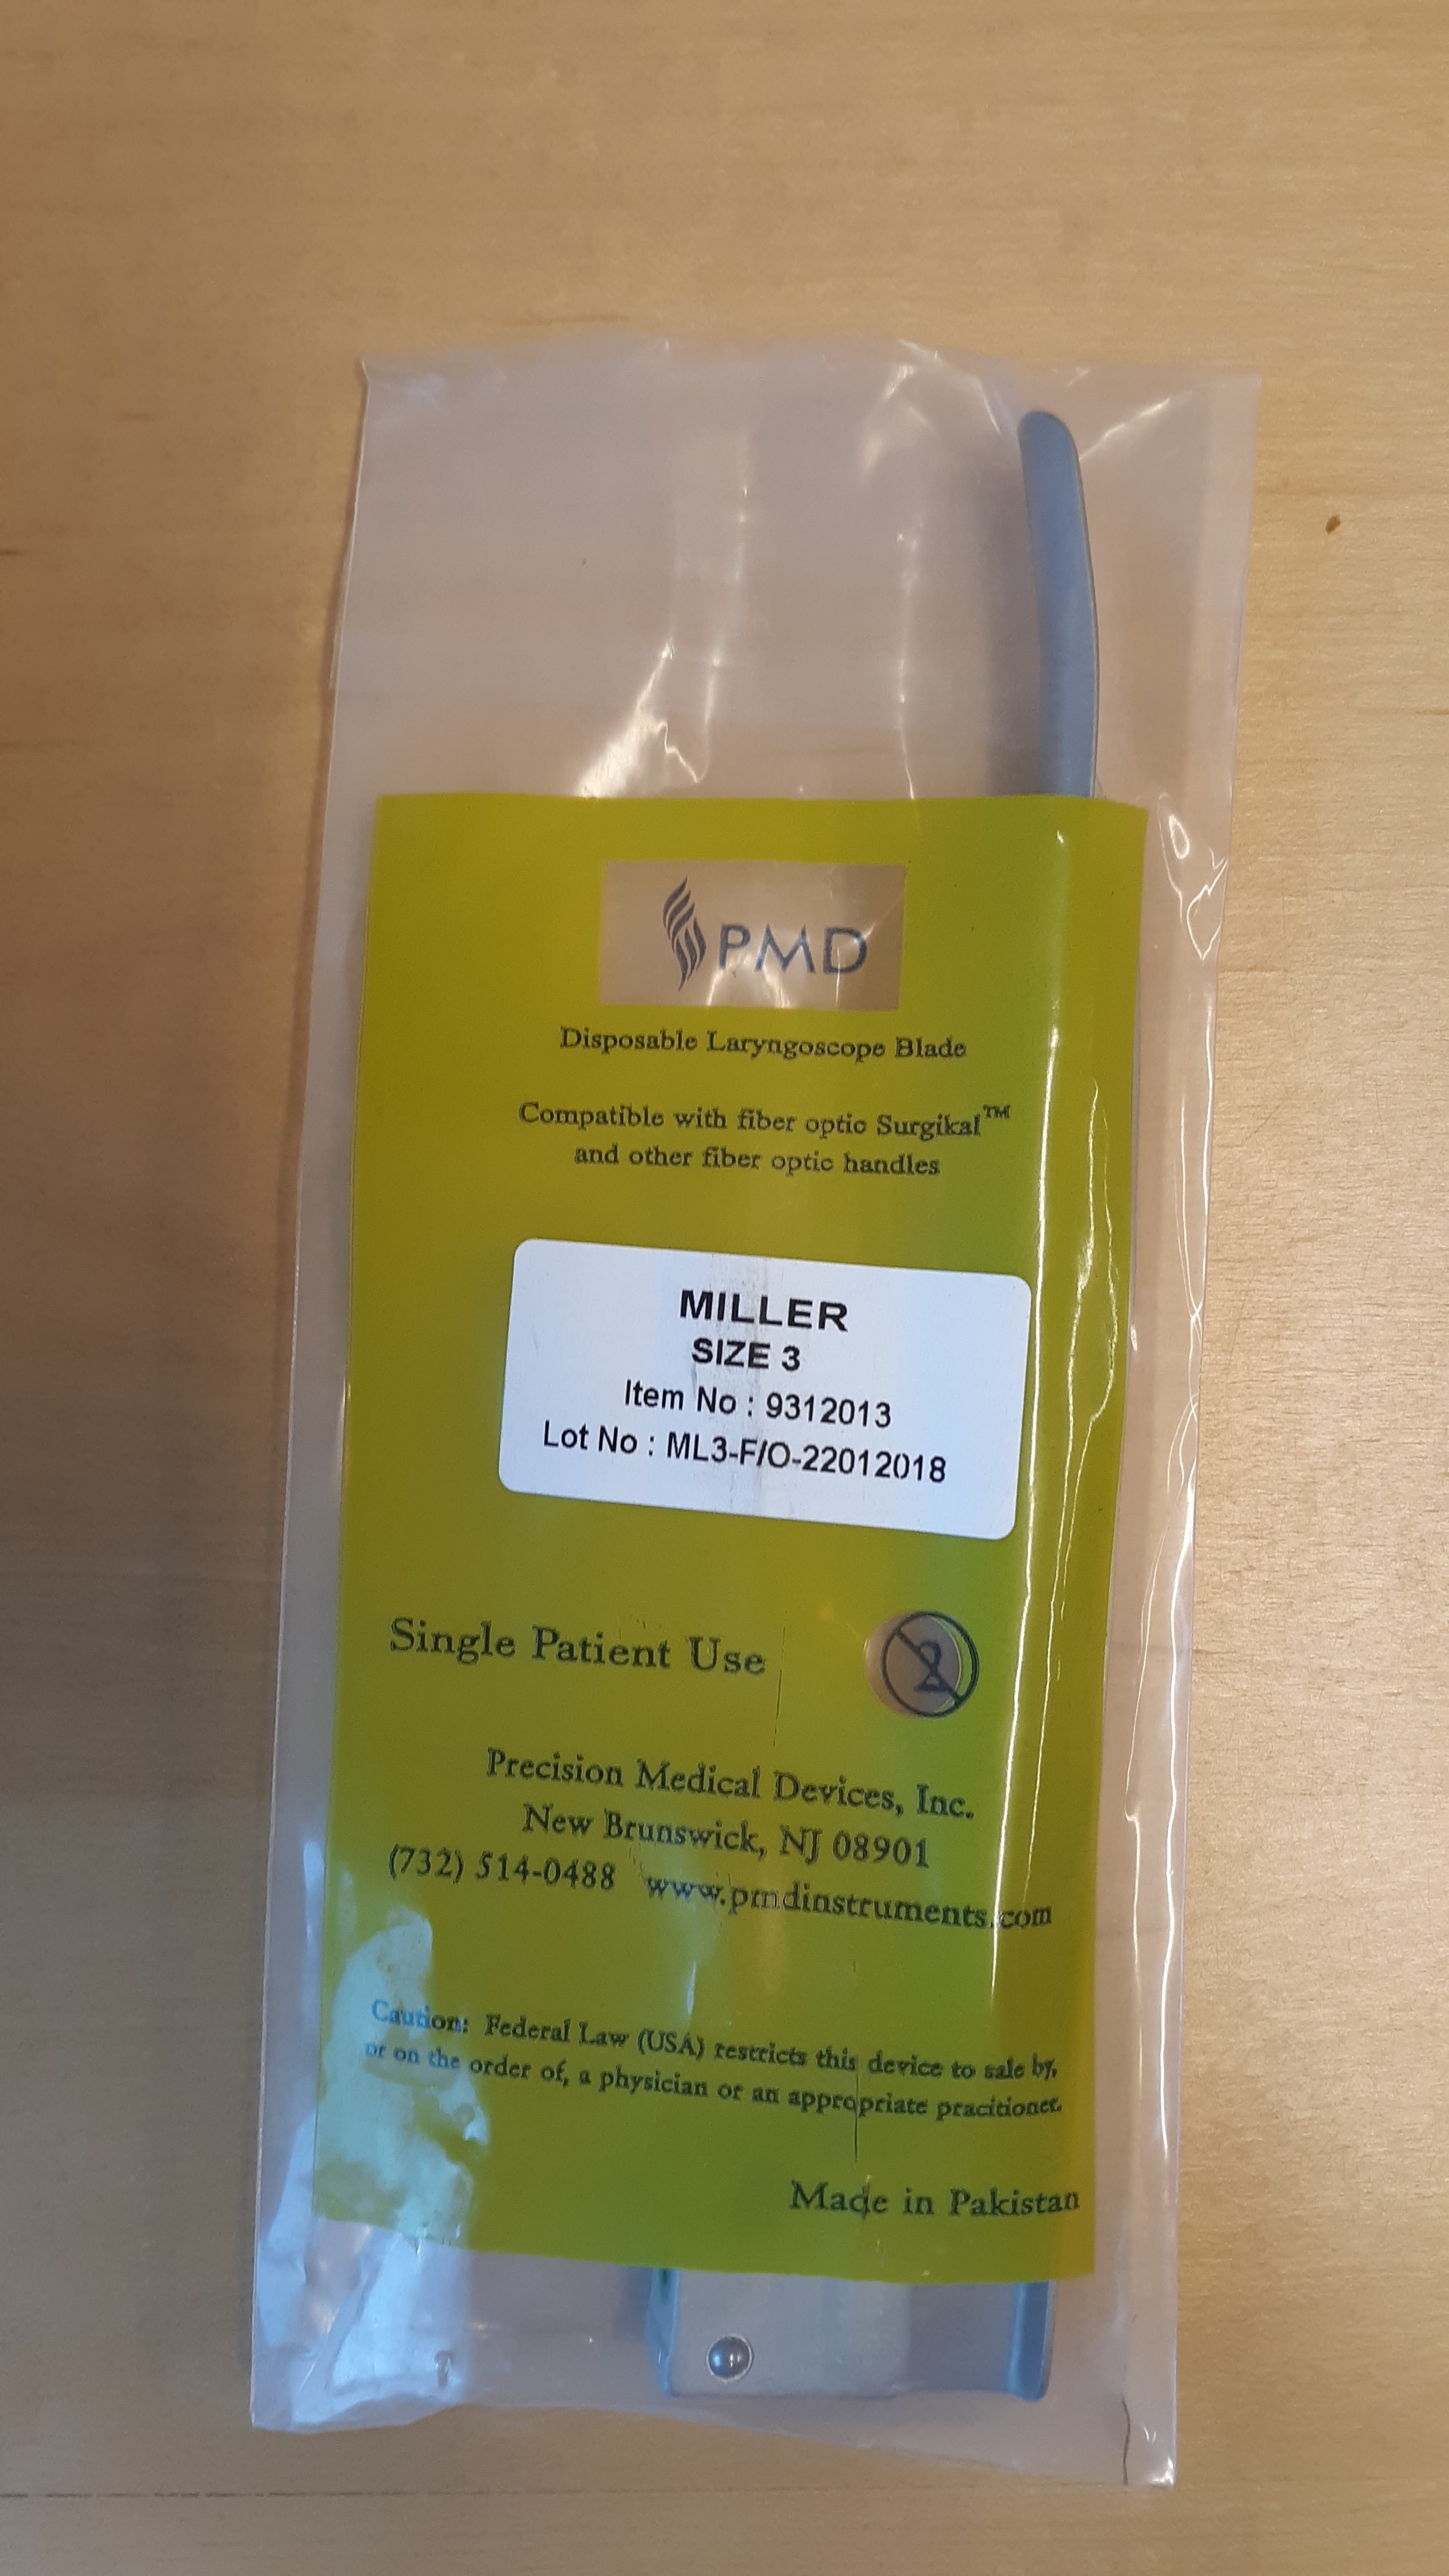 PMD
Disposable Laryngoscope Blade
Compatible with fiber optic Surgikal™
and other fiber optic handles
MILLER
SIZE 3
Item No : 9312013
Lot No : ML3-F/O-22012018
Single Patient Use
2
Precision Medical Devices, Inc.
New Brunswick, NJ 08901
(732) 514-0488 www.pmdinstruments.com
Caution: Federal Law (USA) restricts this device to sale by,
or on the order of, a physician or an appropriate pracitioner.
Made in Pakistan